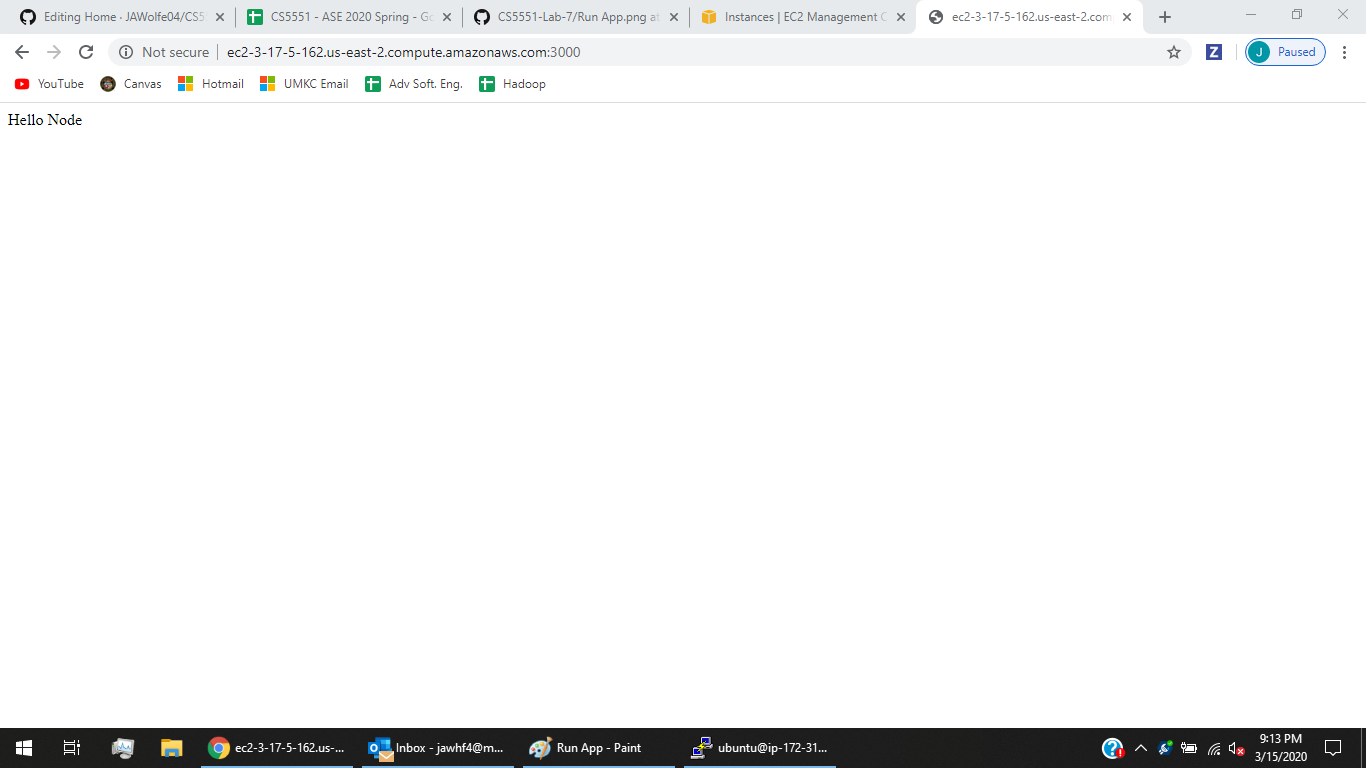 Editing Home · JAWolfe04/CS5
CS5551 - ASE 2020 Spring - Go
CS5551-Lab-7/Run App.png at
Instances | EC2 Management C
ec2-3-17-5-162.us-east-2.com
Not secure
ec2-3-17-5-162.us-east-2.compute.amazonaws.com:3000
Z
J
Paused
YouTube
Canvas
Hotmail
UMKC Email
Adv Soft. Eng.
Hadoop
Hello Node
ec2-3-17-5-162.us-...
Inbox - jawhf4@m...
Run App - Paint
ubuntu@ip-172-31...
9:13 PM
3/15/2020